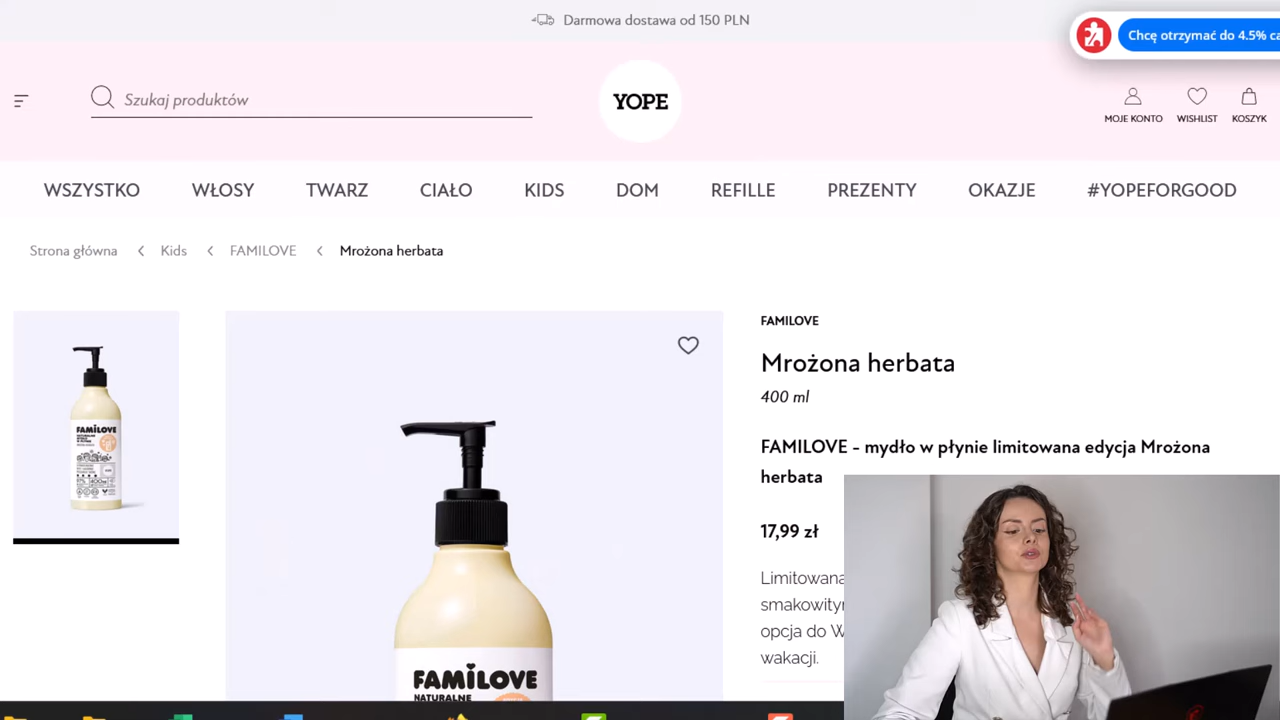 Darmowa dostawa od 150 PLN
Chcę otrzymać do 4.5% ca
Szukaj produktów
YOPE
MOJE KONTO
WISHLIST
KOSZYK
WSZYSTKO
WŁOSY
TWARZ
CIAŁO
KIDS
DOM
REFILLE
PREZENTY
OKAZJE
#YOPEFORGOOD
Strona główna
Kids
FAMILOVE
Mrożona herbata
FAMILOVE
FAMILOVE
Mrożona herbata
400 ml
FAMILOVE - mydło w płynie limitowana edycja Mrożona
herbata
17,99 zł
Limitowana
smakowity
opcja do W
wakacji.
FAMILOVE
NATURALNE